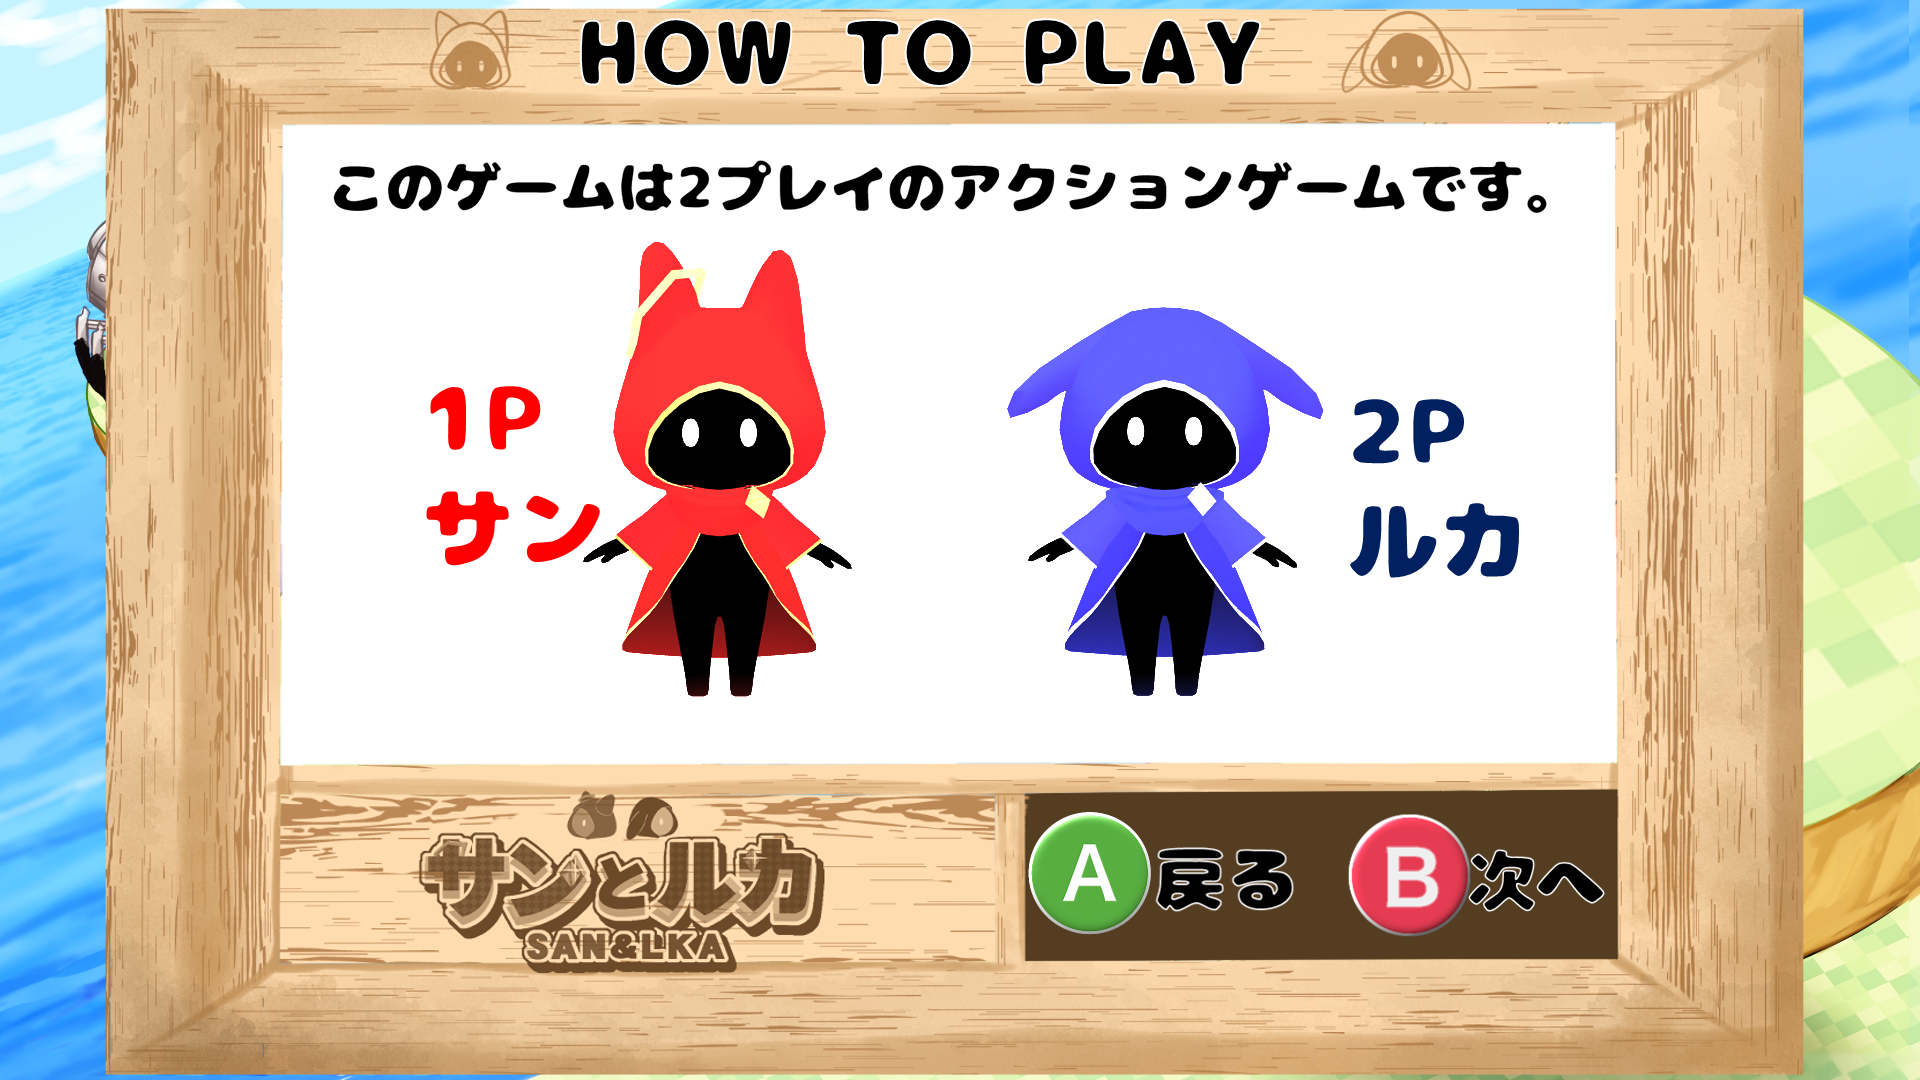 HOW TO PLAY
このゲームは2プレイのアクションゲームです。
1P
サン
2P
ルカ
サンとルカ
SAN&LKA
A戻る B次へ